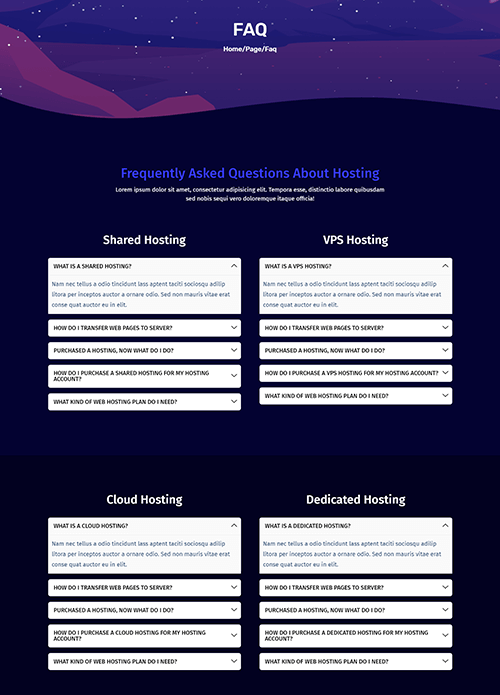 FAQ
Home/Page/Faq
Frequently Asked Questions About Hosting
Lorem ipsum dolor sit amet, consectetur adipisicing elit. Tempora esse, distinctio labore quibusdam
sed nobis sequi vero doloremque itaque officia!
Shared Hosting
WHAT IS A SHARED HOSTING?
Nam nec tellus a odio tincidunt lass aptent taciti sociosqu adilip
litora per inceptos auctor a ornare odio. Sed non mauris vitae erat
conse quat auctor eu in elit.
HOW DO I TRANSFER WEB PAGES TO SERVER?
PURCHASED A HOSTING, NOW WHAT DO I DO?
HOW DO I PURCHASE A SHARED HOSTING FOR MY HOSTING
ACCOUNT?
WHAT KIND OF WEB HOSTING PLAN DO I NEED?
VPS Hosting
WHAT IS A VPS HOSTING?
Nam nec tellus a odio tincidunt lass aptent taciti sociosqu adilip
litora per inceptos auctor a ornare odio. Sed non mauris vitae erat
conse quat auctor eu in elit.
HOW DO I TRANSFER WEB PAGES TO SERVER?
PURCHASED A HOSTING, NOW WHAT DO I DO?
HOW DO I PURCHASE A VPS HOSTING FOR MY HOSTING ACCOUNT?
WHAT KIND OF WEB HOSTING PLAN DO I NEED?
Cloud Hosting
WHAT IS A CLOUD HOSTING?
Nam nec tellus a odio tincidunt lass aptent taciti sociosqu adilip
litora per inceptos auctor a ornare odio. Sed non mauris vitae erat
conse quat auctor eu in elit.
HOW DO I TRANSFER WEB PAGES TO SERVER?
PURCHASED A HOSTING, NOW WHAT DO I DO?
HOW DO I PURCHASE A CLOUD HOSTING FOR MY HOSTING
ACCOUNT?
WHAT KIND OF WEB HOSTING PLAN DO I NEED?
Dedicated Hosting
WHAT IS A DEDICATED HOSTING?
Nam nec tellus a odio tincidunt lass aptent taciti sociosqu adilip
litora per inceptos auctor a ornare odio. Sed non mauris vitae erat
conse quat auctor eu in elit.
HOW DO I TRANSFER WEB PAGES TO SERVER?
PURCHASED A HOSTING, NOW WHAT DO I DO?
HOW DO I PURCHASE A DEDICATED HOSTING FOR MY HOSTING
ACCOUNT?
WHAT KIND OF WEB HOSTING PLAN DO I NEED?